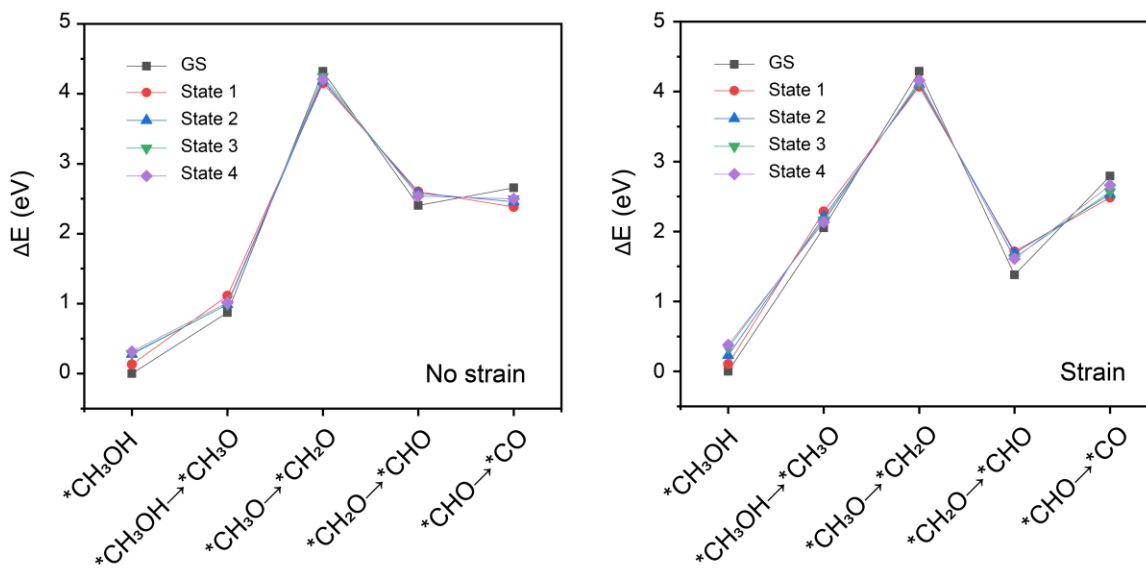 5
4
3
2
1
0
ΔE (eV)
GS
State 1
State 2
State 3
State 4
No strain
*CH₃OH
*CH₃OH→*CH₃O
*CH₃O→*CH₂O
*CH₂O→*CHO
*CHO→*CO
5
4
3
2
1
0
ΔE (eV)
GS
State 1
State 2
State 3
State 4
Strain
*CH₃OH
*CH₃OH→*CH₃O
*CH₃O→*CH₂O
*CH₂O→*CHO
*CHO→*CO